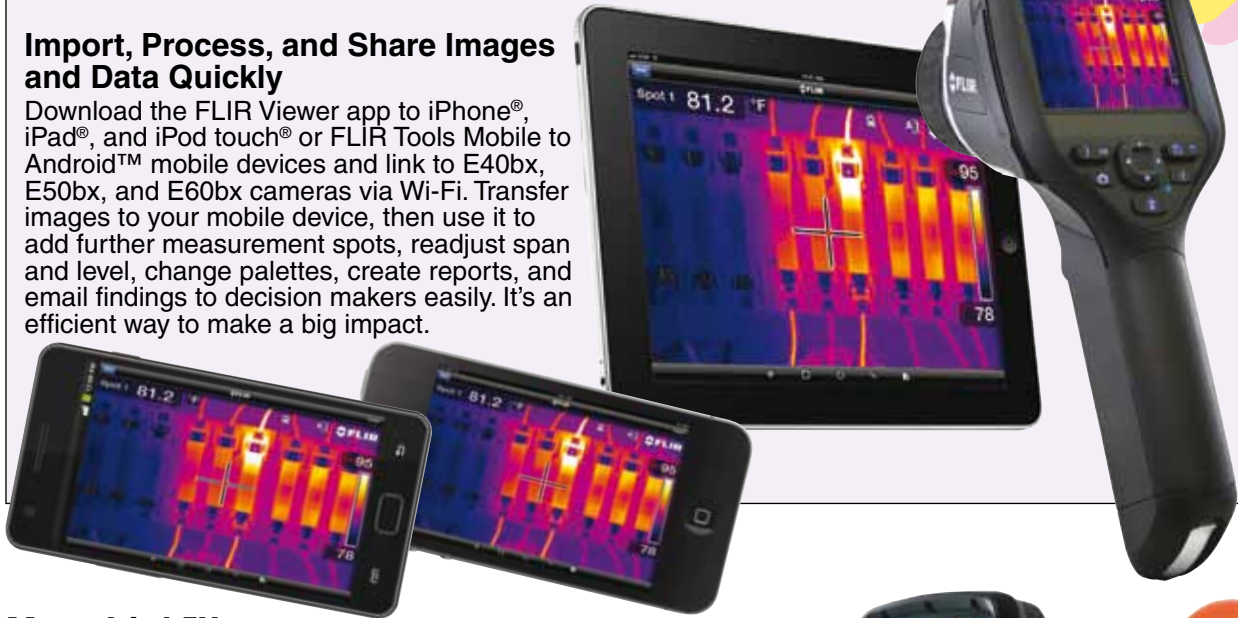 Import, Process, and Share Images
and Data Quickly
Download the FLIR Viewer app to iPhone®,
iPad®, and iPod touch® or FLIR Tools Mobile to
Android™ mobile devices and link to E40bx,
E50bx, and E60bx cameras via Wi-Fi. Transfer
images to your mobile device, then use it to
add further measurement spots, readjust span
and level, change palettes, create reports, and
email findings to decision makers easily. It's an
efficient way to make a big impact.
FLIR
Spot 1 81.2 °F
FLIR
95
78
Spot 1 81.2 °F
FLIR
95
78
Spot 1 81.2 °F
FLIR
95
78